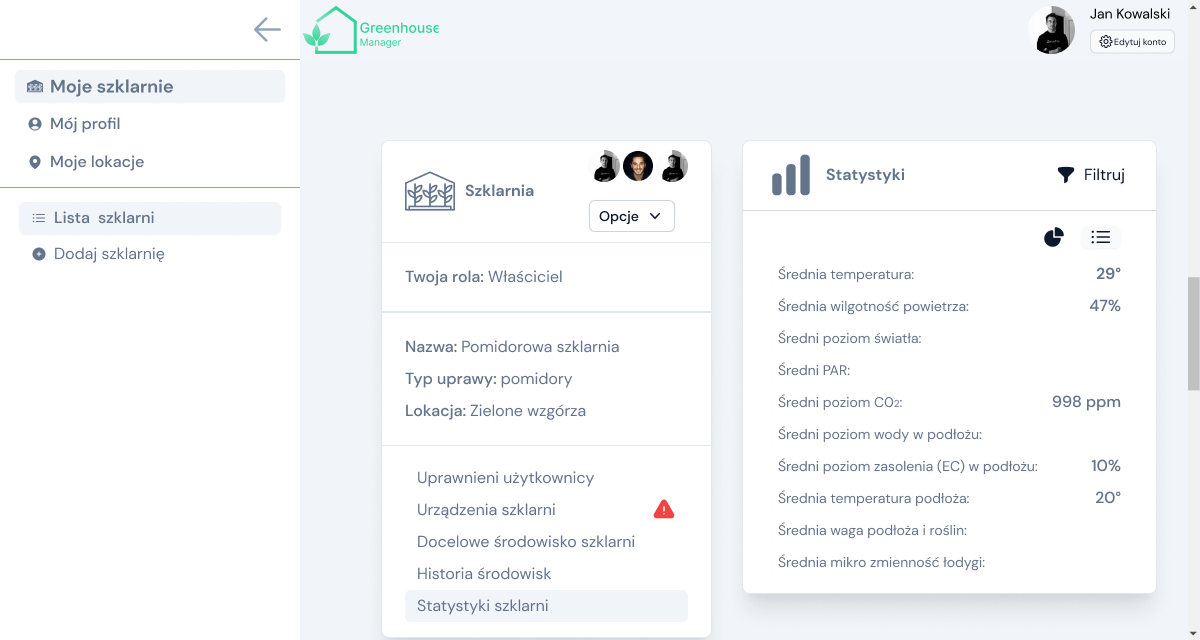 Greenhouse
Manager
Jan Kowalski
Edytuj konto
Moje szklarnie
Mój profil
Moje lokacje
Lista szklarni
Dodaj szklarnię
Szklarnia
Opcje
Twoja rola: Właściciel
Nazwa: Pomidorowa szklarnia
Typ uprawy: pomidory
Lokacja: Zielone wzgórza
Uprawnieni użytkownicy
Urządzenia szklarni
Docelowe środowisko szklarni
Historia środowisk
Statystyki szklarni
Statystyki
Filtruj
Średnia temperatura: 29°
Średnia wilgotność powietrza: 47%
Średni poziom światła:
Średni PAR:
Średni poziom CO₂: 998 ppm
Średni poziom wody w podłożu:
Średni poziom zasolenia (EC) w podłożu: 10%
Średnia temperatura podłoża: 20°
Średnia waga podłoża i roślin:
Średnia mikro zmienność łodygi: